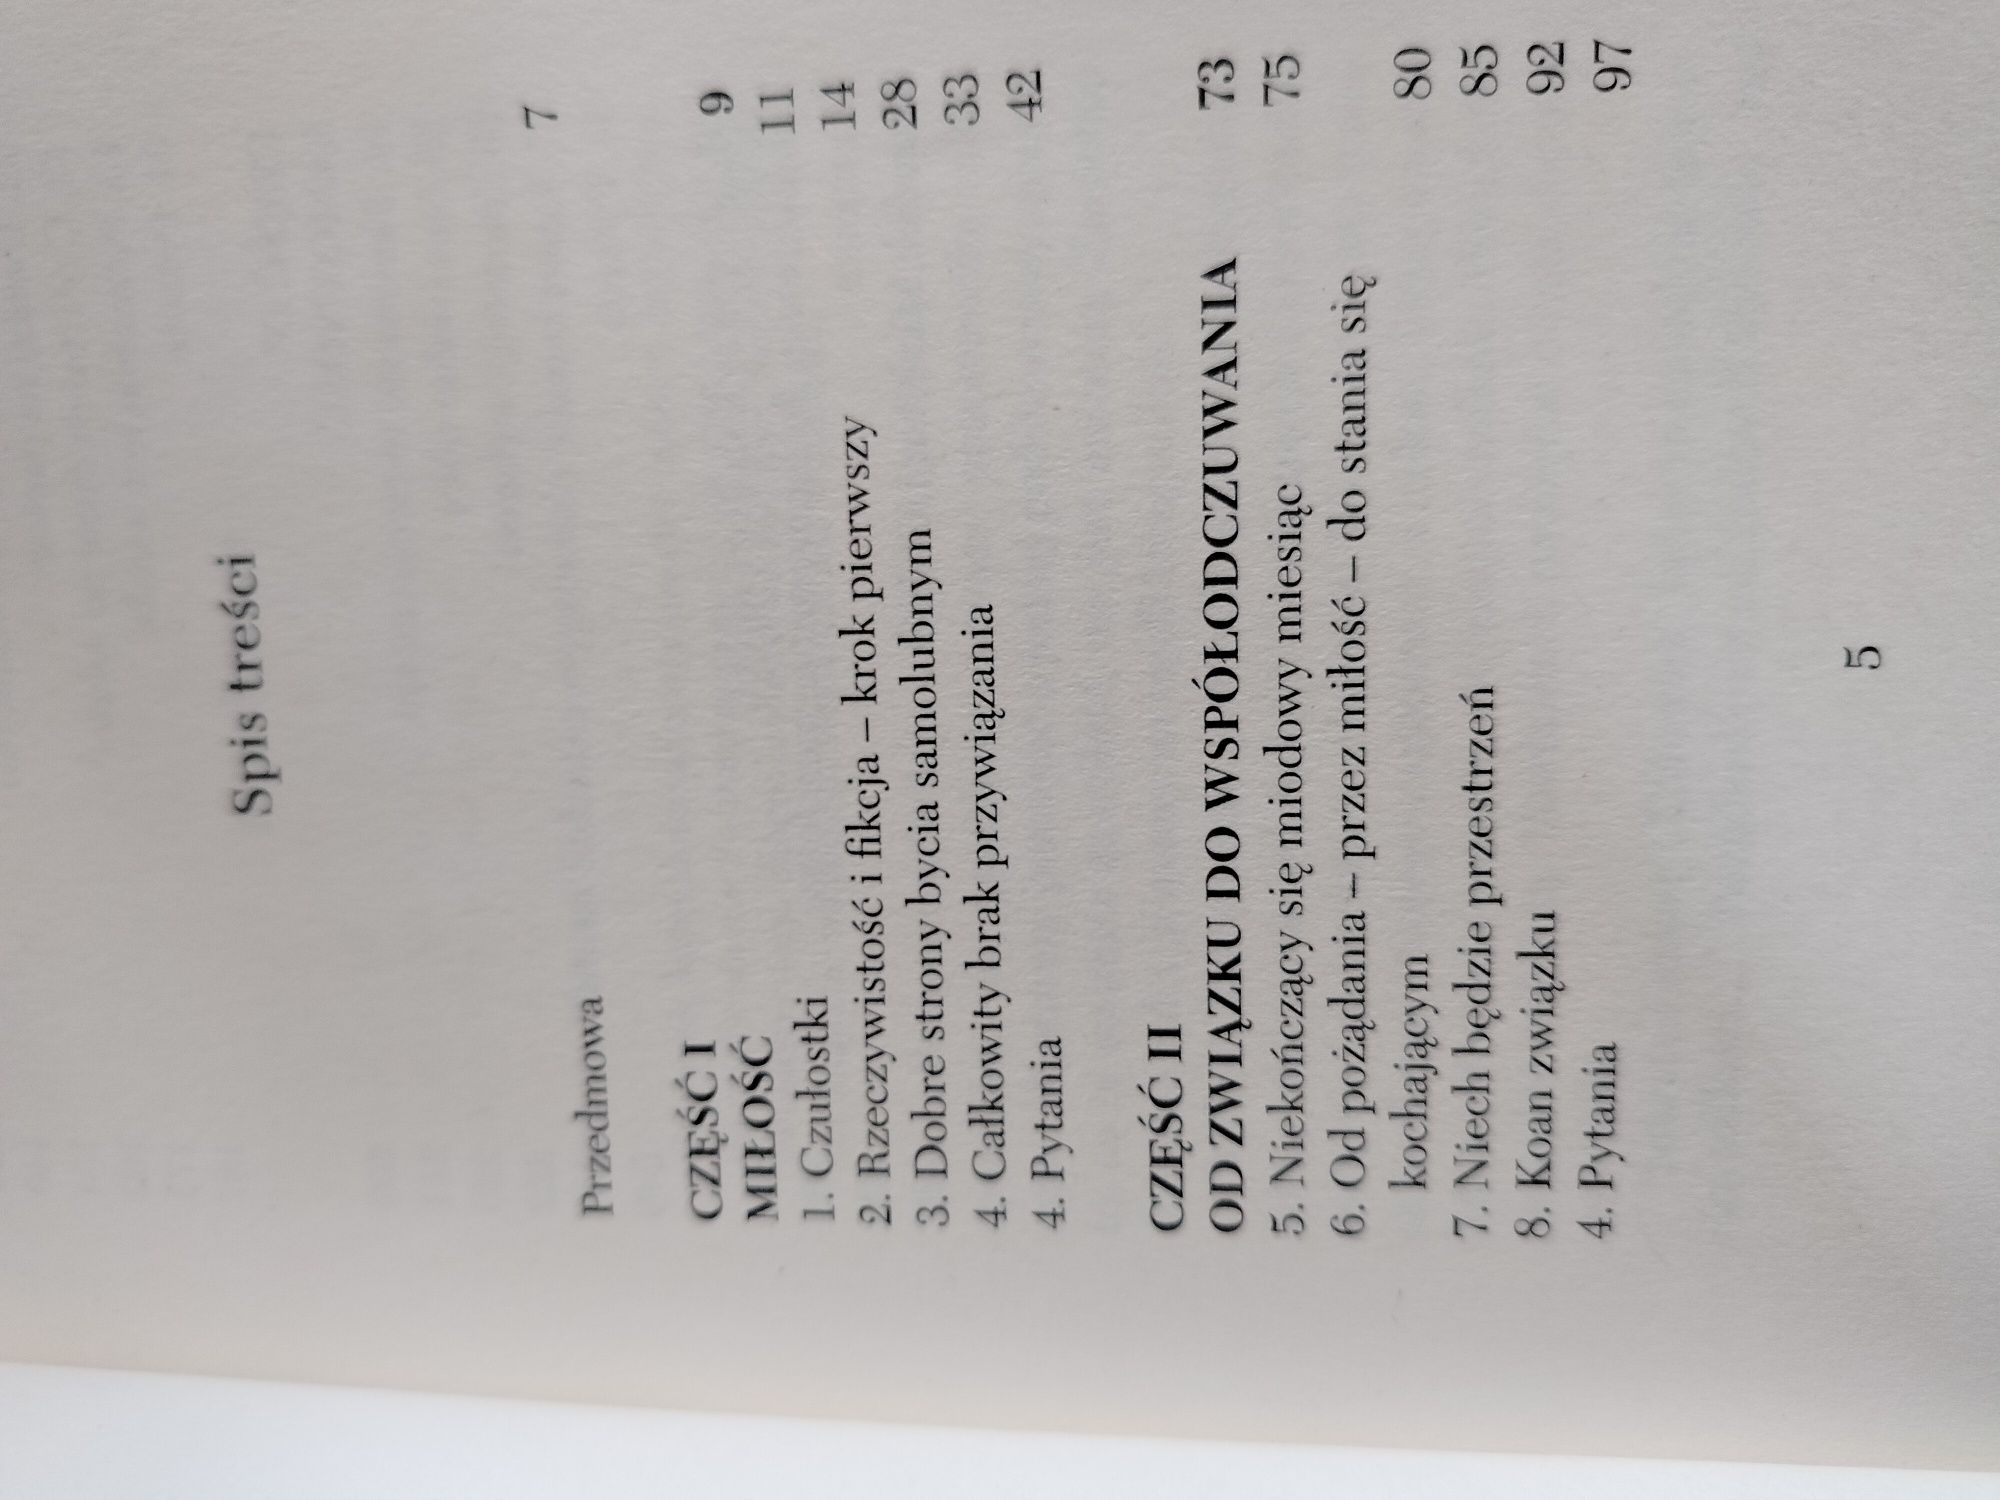 Spis treści
Przedmowa 7
CZĘŚĆ I
MIŁOŚĆ 9
1. Czułostki 11
2. Rzeczywistość i fikcja – krok pierwszy 14
3. Dobre strony bycia samolubnym 28
4. Całkowity brak przywiązania 33
4. Pytania 42
CZĘŚĆ II
OD ZWIĄZKU DO WSPÓŁODCZUWANIA 73
5. Niekończący się miodowy miesiąc 75
6. Od pożądania – przez miłość – do stania się
kochającym 80
7. Niech będzie przestrzeń 85
8. Koan związku 92
4. Pytania 97
5